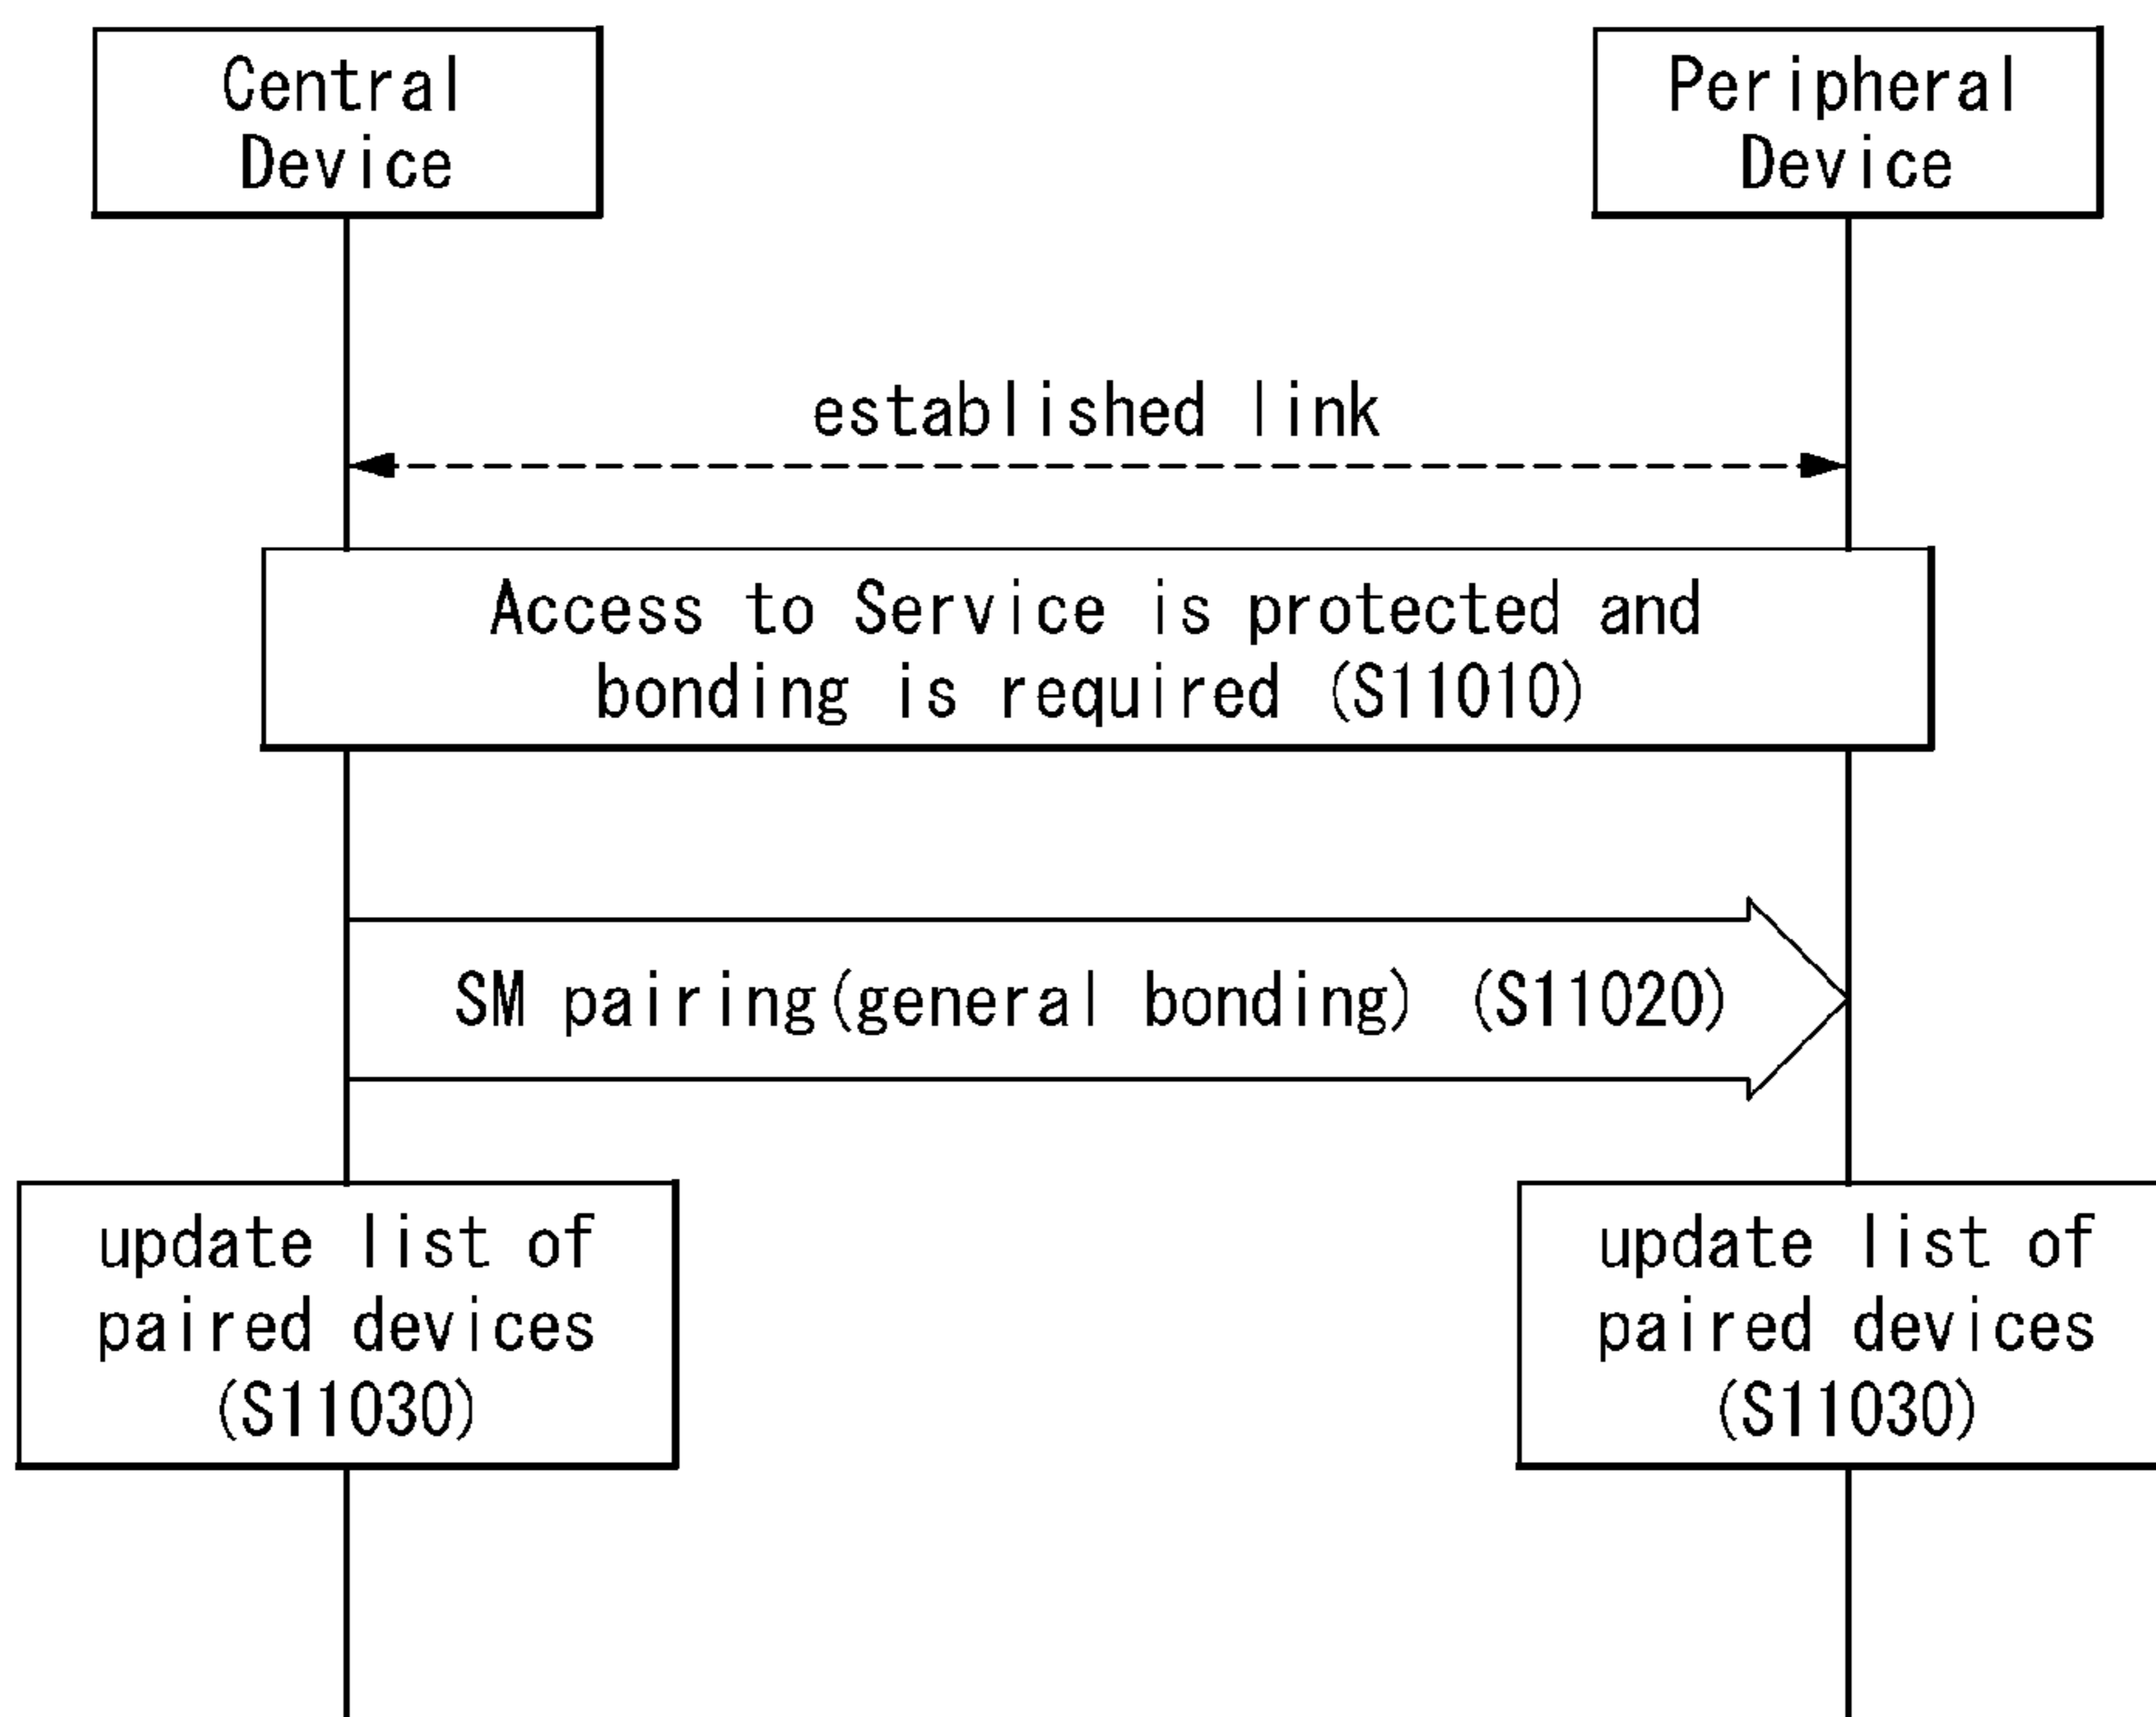 Central
Device
Peripheral
Device
established link
Access to Service is protected and
bonding is required (S11010)
SM pairing(general bonding) (S11020)
update list of
paired devices
(S11030)
update list of
paired devices
(S11030)